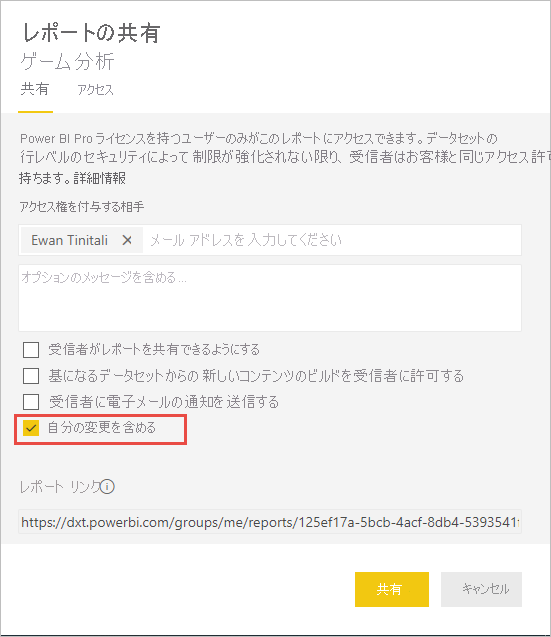 レポートの共有
ゲーム分析
共有 アクセス
Power BI Pro ライセンスを持つユーザーのみがこのレポートにアクセスできます。データセットの
行レベルのセキュリティによって 制限が強化されない限り、受信者はお客様と同じアクセス許可
持ちます。詳細情報
アクセス権を付与する相手
Ewan Tinitali × メール アドレスを入力してください
オプションのメッセージを含める...
受信者がレポートを共有できるようにする
基になるデータセットからの新しいコンテンツのビルドを受信者に許可する
受信者に電子メールの通知を送信する
自分の変更を含める
レポート リンク
https://dxt.powerbi.com/groups/me/reports/125ef17a-5bcb-4acf-8db4-5393541f
共有 キャンセル